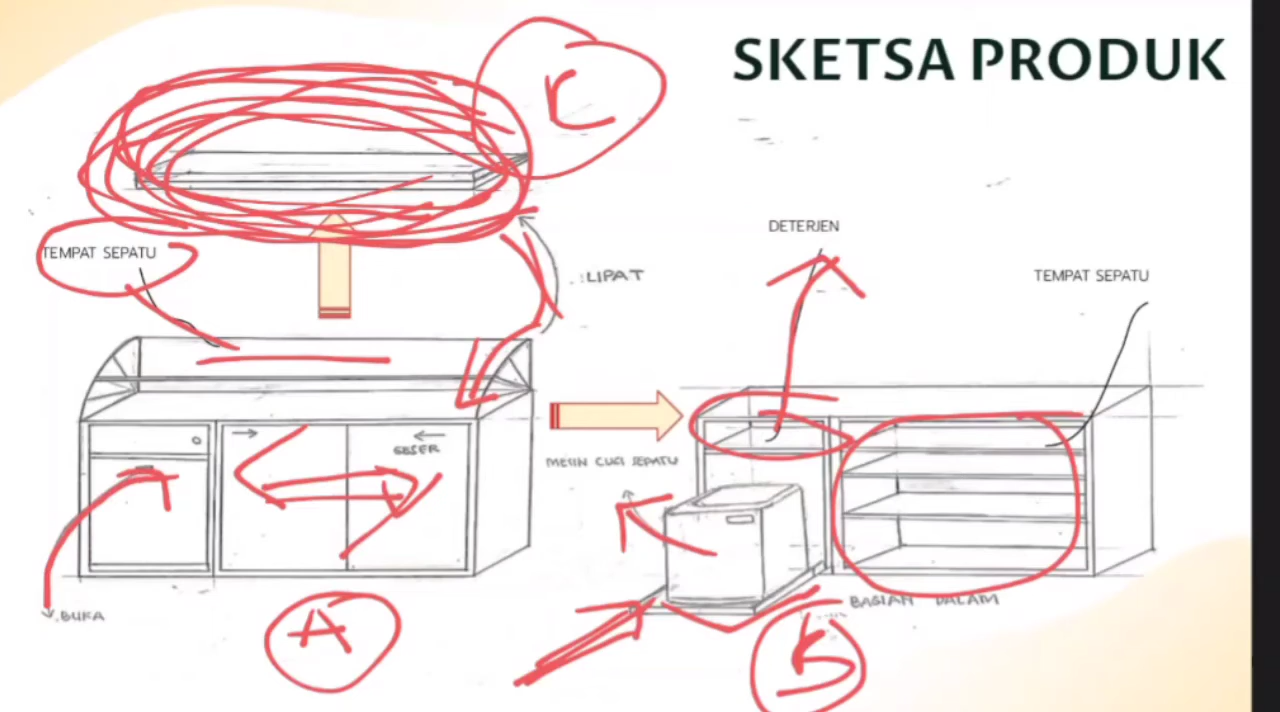 SKETSA PRODUK
C
TEMPAT SEPATU
: LIPAT
DETERJEN
TEMPAT SEPATU
GESER
MESIN CUCI SEPATU
BUKA
A
BAGIAN DALAM
B